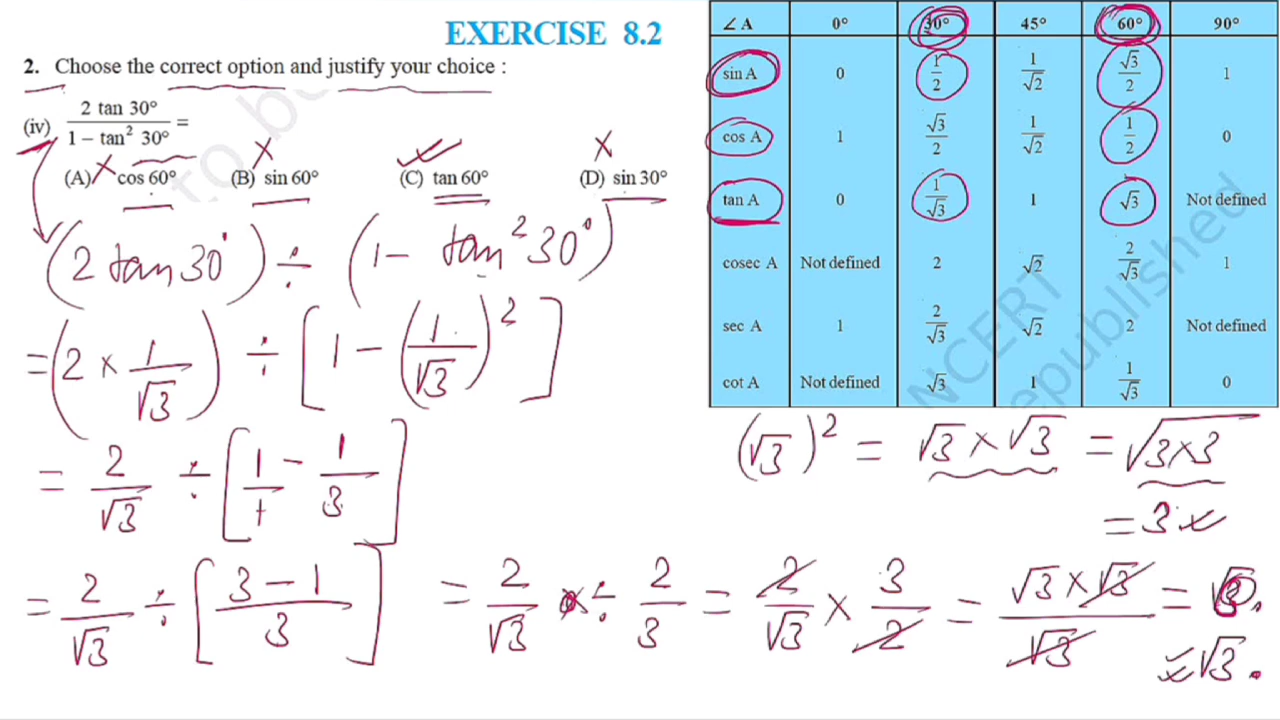 EXERCISE 8.2
2. Choose the correct option and justify your choice :
(iv) 2 tan 30° / 1 – tan² 30° =
(A) cos 60° (B) sin 60° (C) tan 60° (D) sin 30°
(2 tan 30°) ÷ (1 – tan² 30°)
= (2 × 1/√3) ÷ [1 – (1/√3)²]
= 2/√3 ÷ [1/1 – 1/3]
= 2/√3 ÷ [3 – 1/3] = 2/√3 ÷ 2/3 = 2/√3 × 3/2 = √3 × √3/√3 = √3.
= √3.
∠A 0° 30° 45° 60° 90°
sin A 0 1/2 1/√2 √3/2 1
cos A 1 √3/2 1/√2 1/2 0
tan A 0 1/√3 1 √3 Not defined
cosec A Not defined 2 √2 2/√3 1
sec A 1 2/√3 √2 2 Not defined
cot A Not defined √3 1 1/√3 0
(√3)² = √3 × √3 = √3×3
= 3
to b
NCERT
epublished